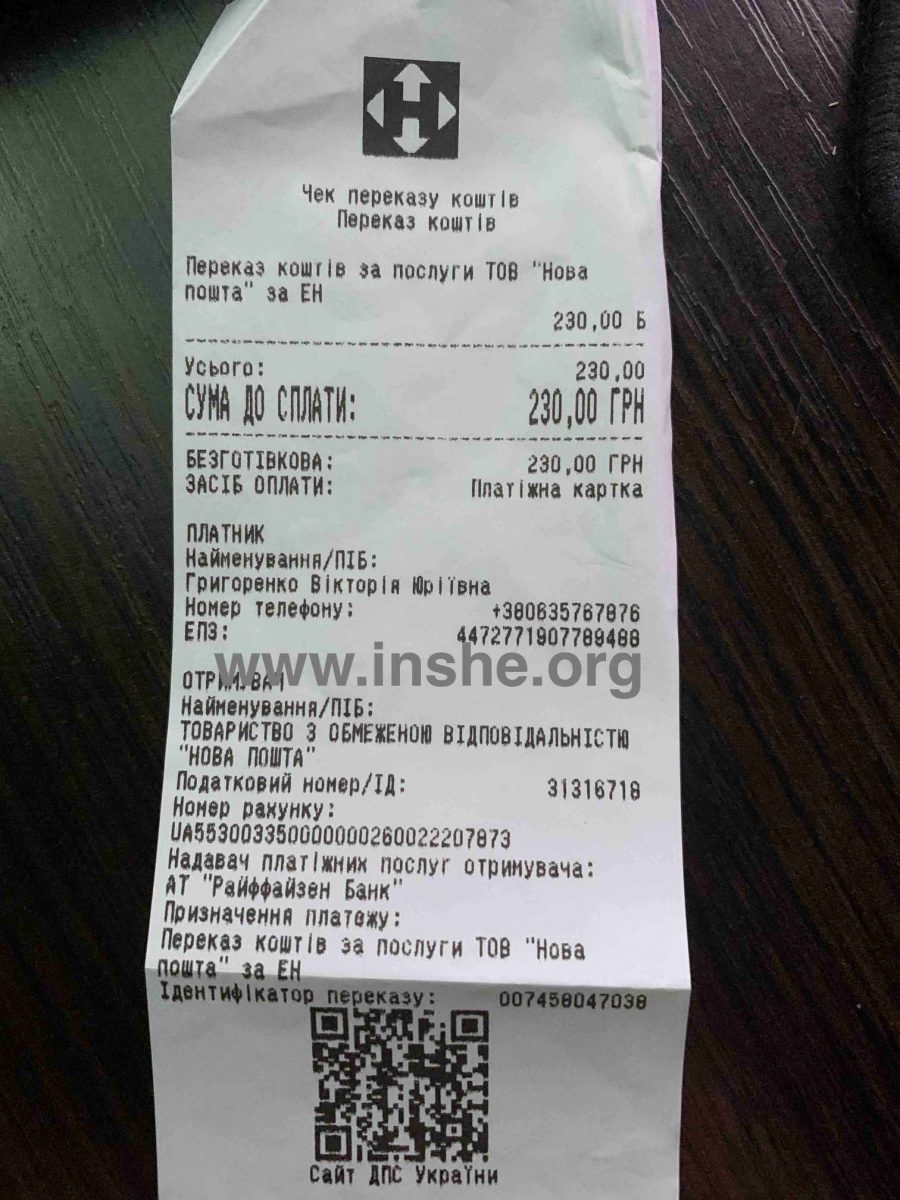 Чек переказу коштів
Переказ коштів
Переказ коштів за послуги ТОВ "Нова
пошта" за ЕН
230,00 Б
Усього: 230,00
СУМА ДО СПЛАТИ: 230,00 ГРН
БЕЗГОТІВКОВА: 230,00 ГРН
ЗАСІБ ОПЛАТИ: Платіжна картка
ПЛАТНИК
Найменування/ПІБ:
Григоренко Вікторія Юріївна
Номер телефону: +380635767876
ЕПЗ: 4472771907789488
www.inshe.org
ОТРИМУВАЧ
Найменування/ПІБ:
ТОВАРИСТВО З ОБМЕЖЕНОЮ ВІДПОВІДАЛЬНІСТЮ
"НОВА ПОШТА"
Податковий номер/ІД: 31316718
Номер рахунку:
UA553003350000000260022207873
Надавач платіжних послуг отримувача:
АТ "Райффайзен Банк"
Призначення платежу:
Переказ коштів за послуги ТОВ "Нова
пошта" за ЕН
Ідентифікатор переказу: 007458047038
Сайт ДПС України